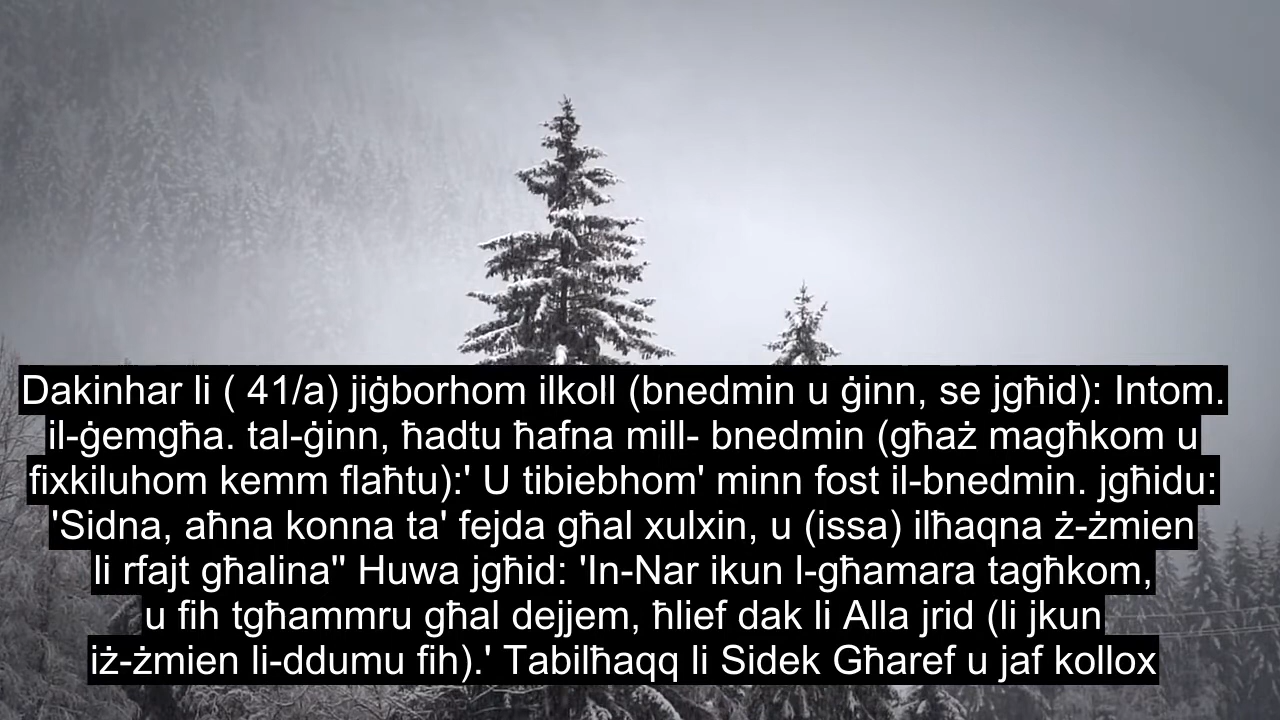 Dakinhar li ( 41/a) jiġborhom ilkoll (bnedmin u ġinn, se jgħid): Intom.
il-ġemgħa. tal-ġinn, ħadtu ħafna mill- bnedmin (għaż magħkom u
fixkiluhom kemm flaħtu):' U tibiebhom' minn fost il-bnedmin. jgħidu:
'Sidna, aħna konna ta' fejda għal xulxin, u (issa) ilħaqna ż-żmien
li rfajt għalina'' Huwa jgħid: 'In-Nar ikun l-għamara tagħkom,
u fih tgħammru għal dejjem, ħlief dak li Alla jrid (li jkun
iż-żmien li-ddumu fih).' Tabilħaqq li Sidek Għaref u jaf kollox